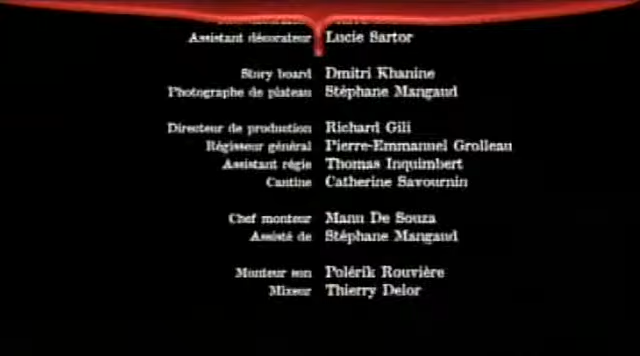 Assistant décorateur Lucie Sartor
Story board Dmitri Khanine
Photographe de plateau Stéphane Mangaud
Directeur de production Richard Gili
Régisseur général Pierre-Emmanuel Grolleau
Assistant régie Thomas Inquimbert
Cantine Catherine Savournin
Chef monteur Manu De Souza
Assisté de Stéphane Mangaud
Monteur son Polérik Rouvière
Mixeur Thierry Delor